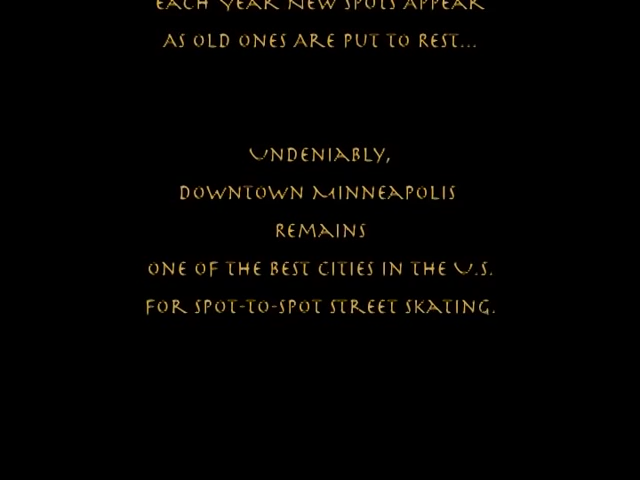 Each Year New Spots Appear
As Old Ones Are Put to Rest...
Undeniably,
Downtown Minneapolis
Remains
One of the Best Cities in the U.S.
for Spot-to-Spot Street Skating.